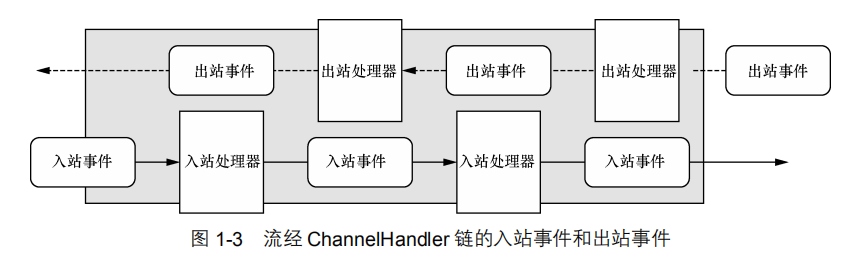 出站事件 出站处理器 出站事件 出站处理器 出站事件
入站事件 入站处理器 入站事件 入站处理器 入站事件
图 1-3 流经 ChannelHandler 链的入站事件和出站事件